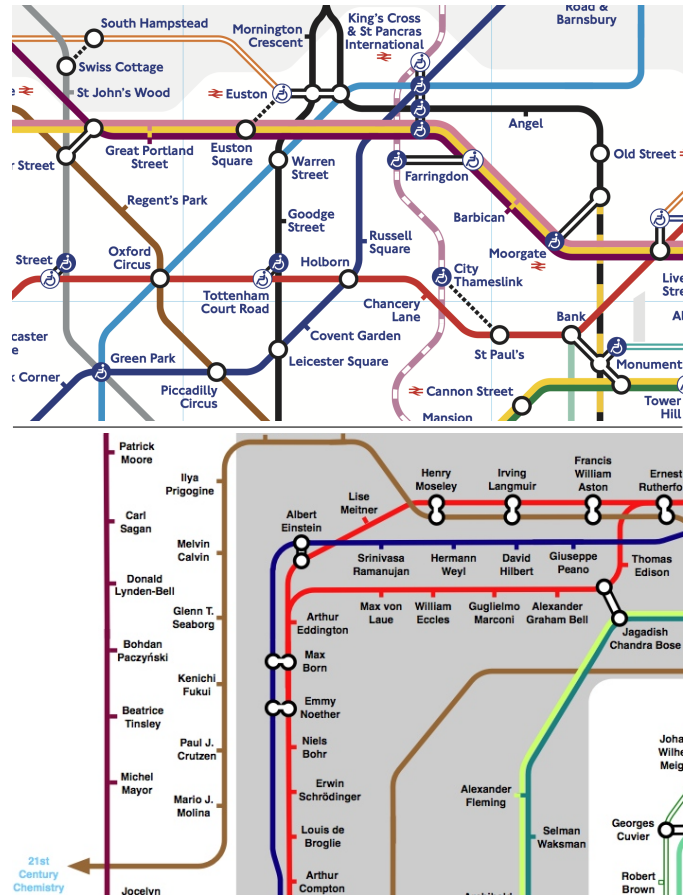 Road &
Barnsbury
South Hampstead
Mornington
Crescent
King's Cross
& St Pancras
International
Swiss Cottage
St John's Wood
Euston
Angel
Great Portland
Street
Euston
Square
Warren
Street
Farringdon
Old Street
Street
Regent's Park
Goodge
Street
Barbican
Russell
Square
Moorgate
Oxford
Circus
Holborn
Street
Tottenham
Court Road
City
Thameslink
Chancery
Lane
Bank
St Paul's
Covent Garden
Leicester Square
Green Park
Corner
Piccadilly
Circus
Cannon Street
Mansion
Monument
Tower
Hill
Patrick
Moore
Ilya
Prigogine
Carl
Sagan
Melvin
Calvin
Donald
Lynden-Bell
Glenn T.
Seaborg
Bohdan
Paczyński
Kenichi
Fukui
Beatrice
Tinsley
Paul J.
Crutzen
Michel
Mayor
Mario J.
Molina
21st
Century
Chemistry
Jocelyn
Albert
Einstein
Lise
Meitner
Henry
Moseley
Irving
Langmuir
Francis
William
Aston
Ernest
Rutherfo
Srinivasa
Ramanujan
Hermann
Weyl
David
Hilbert
Giuseppe
Peano
Thomas
Edison
Arthur
Eddington
Max von
Laue
William
Eccles
Guglielmo
Marconi
Alexander
Graham Bell
Jagadish
Chandra Bose
Max
Born
Emmy
Noether
Niels
Bohr
Erwin
Schrödinger
Louis de
Broglie
Arthur
Compton
Alexander
Fleming
Selman
Waksman
Joha
Wilhe
Meig
Georges
Cuvier
Robert
Brown